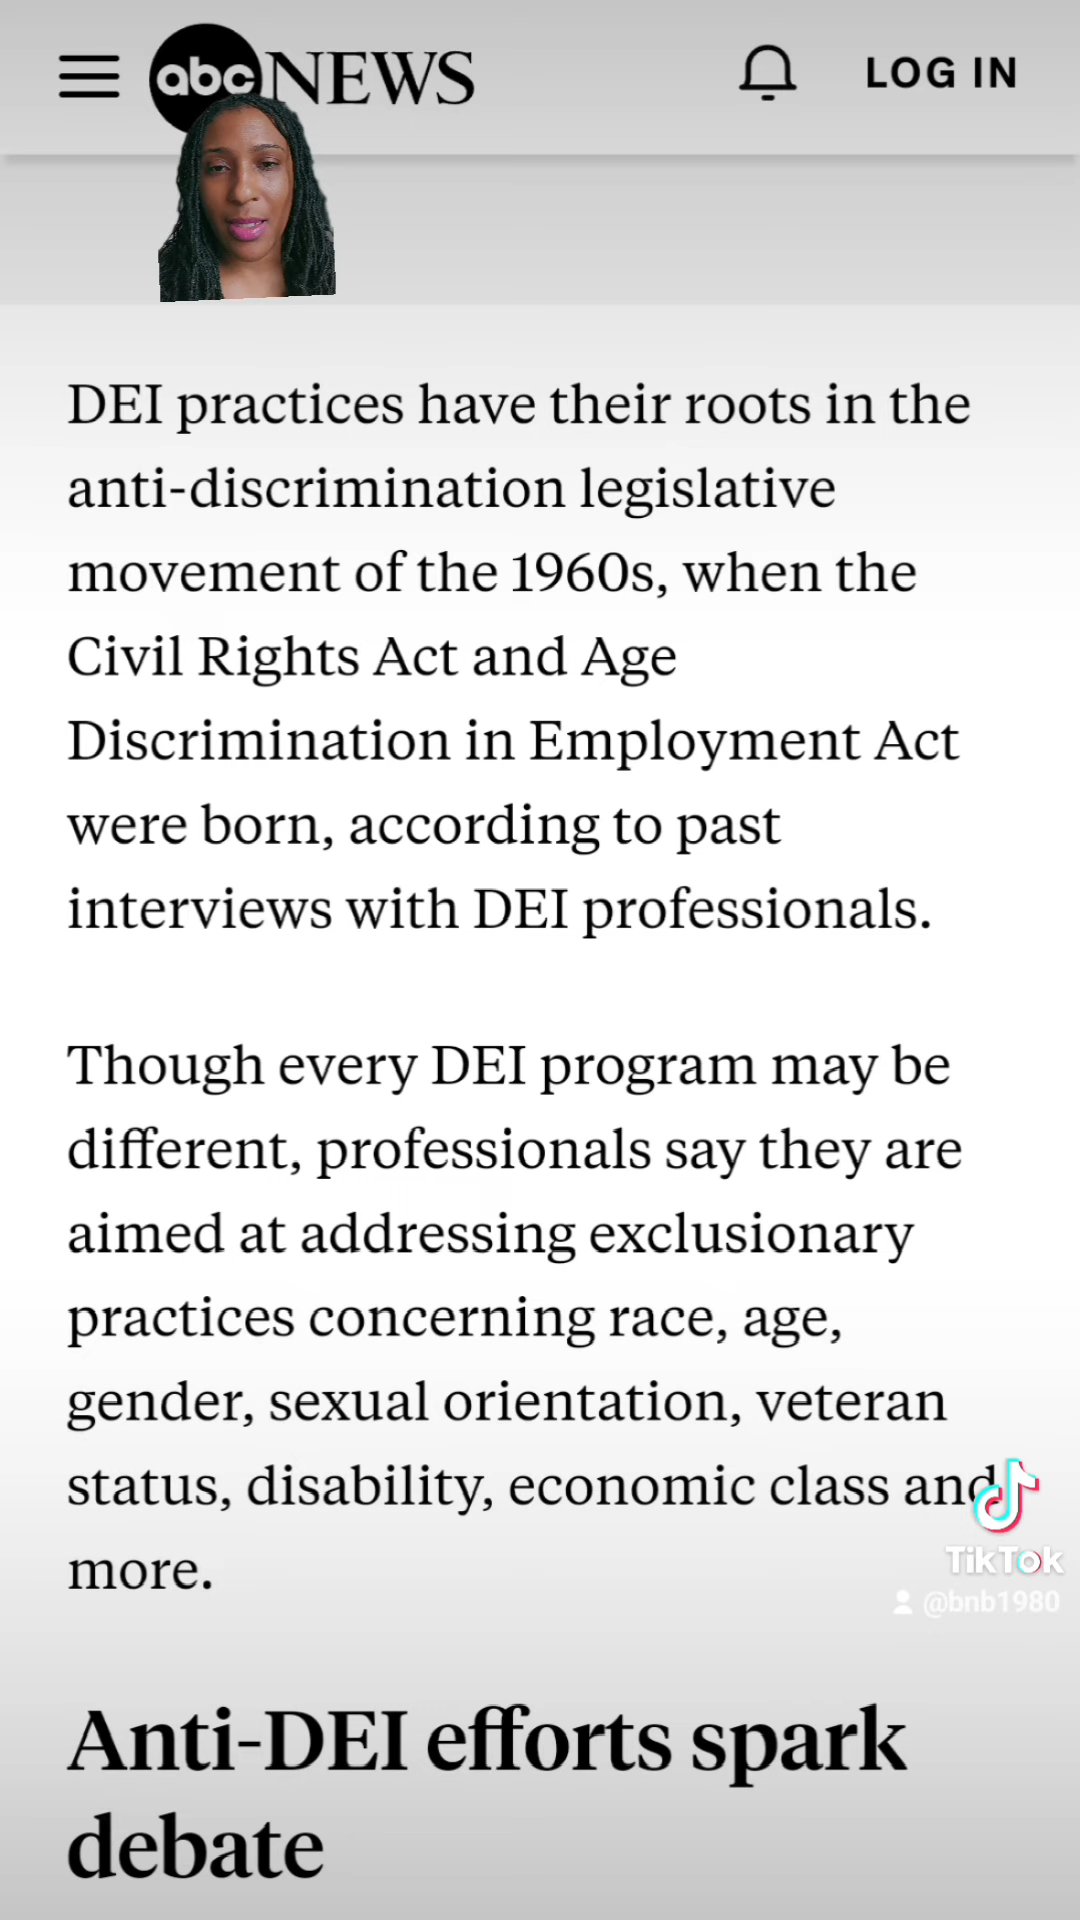 abc NEWS
LOG IN
DEI practices have their roots in the
anti-discrimination legislative
movement of the 1960s, when the
Civil Rights Act and Age
Discrimination in Employment Act
were born, according to past
interviews with DEI professionals.
Though every DEI program may be
different, professionals say they are
aimed at addressing exclusionary
practices concerning race, age,
gender, sexual orientation, veteran
status, disability, economic class and
more.
TikTok
@bnb1980
Anti-DEI efforts spark
debate